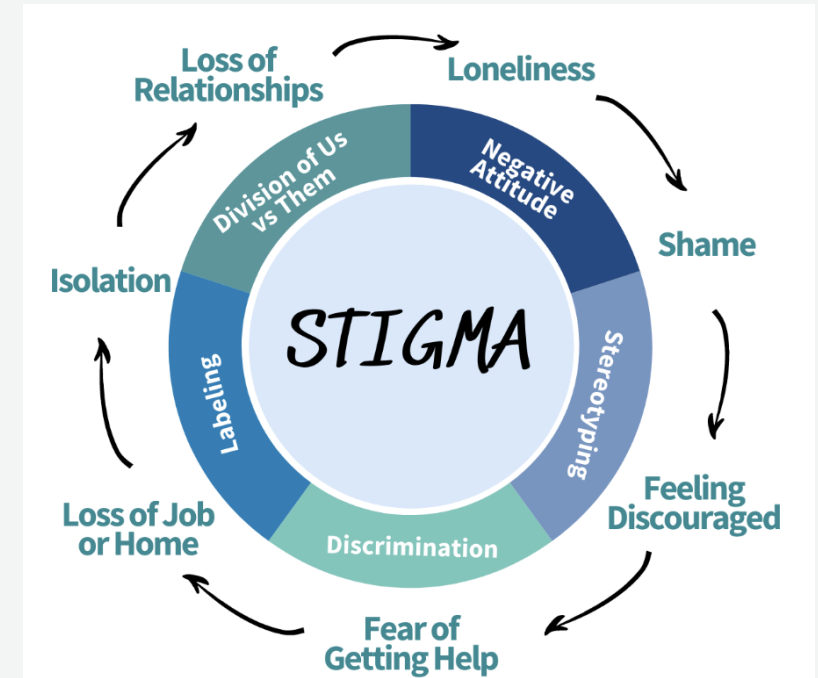 Loss of
Relationships
Loneliness
Shame
Feeling
Discouraged
Fear of
Getting Help
Loss of Job
or Home
Isolation
Division of Us
vs Them
Negative
Attitude
Stereotyping
Discrimination
Labeling
STIGMA